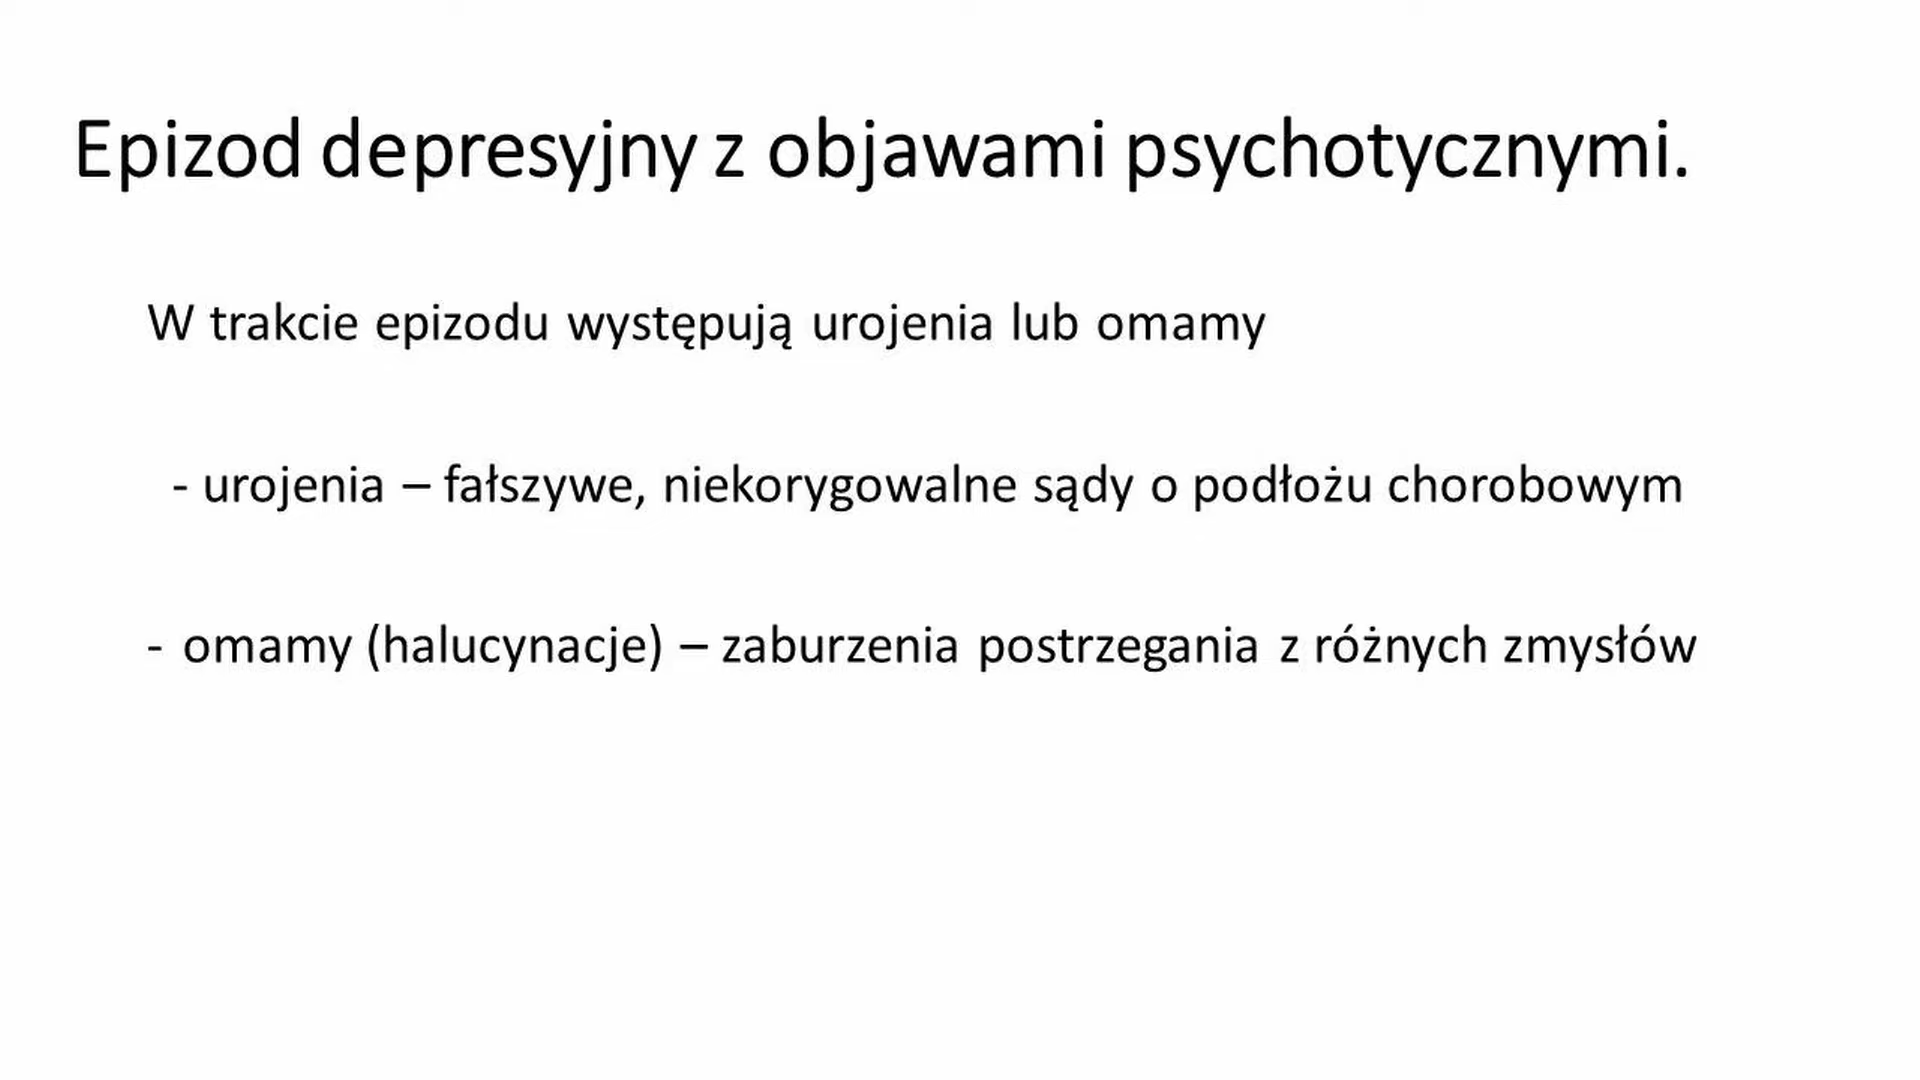 Epizod depresyjny z objawami psychotycznymi.
W trakcie epizodu występują urojenia lub omamy
- urojenia – fałszywe, niekorygowalne sądy o podłożu chorobowym
- omamy (halucynacje) – zaburzenia postrzegania z różnych zmysłów